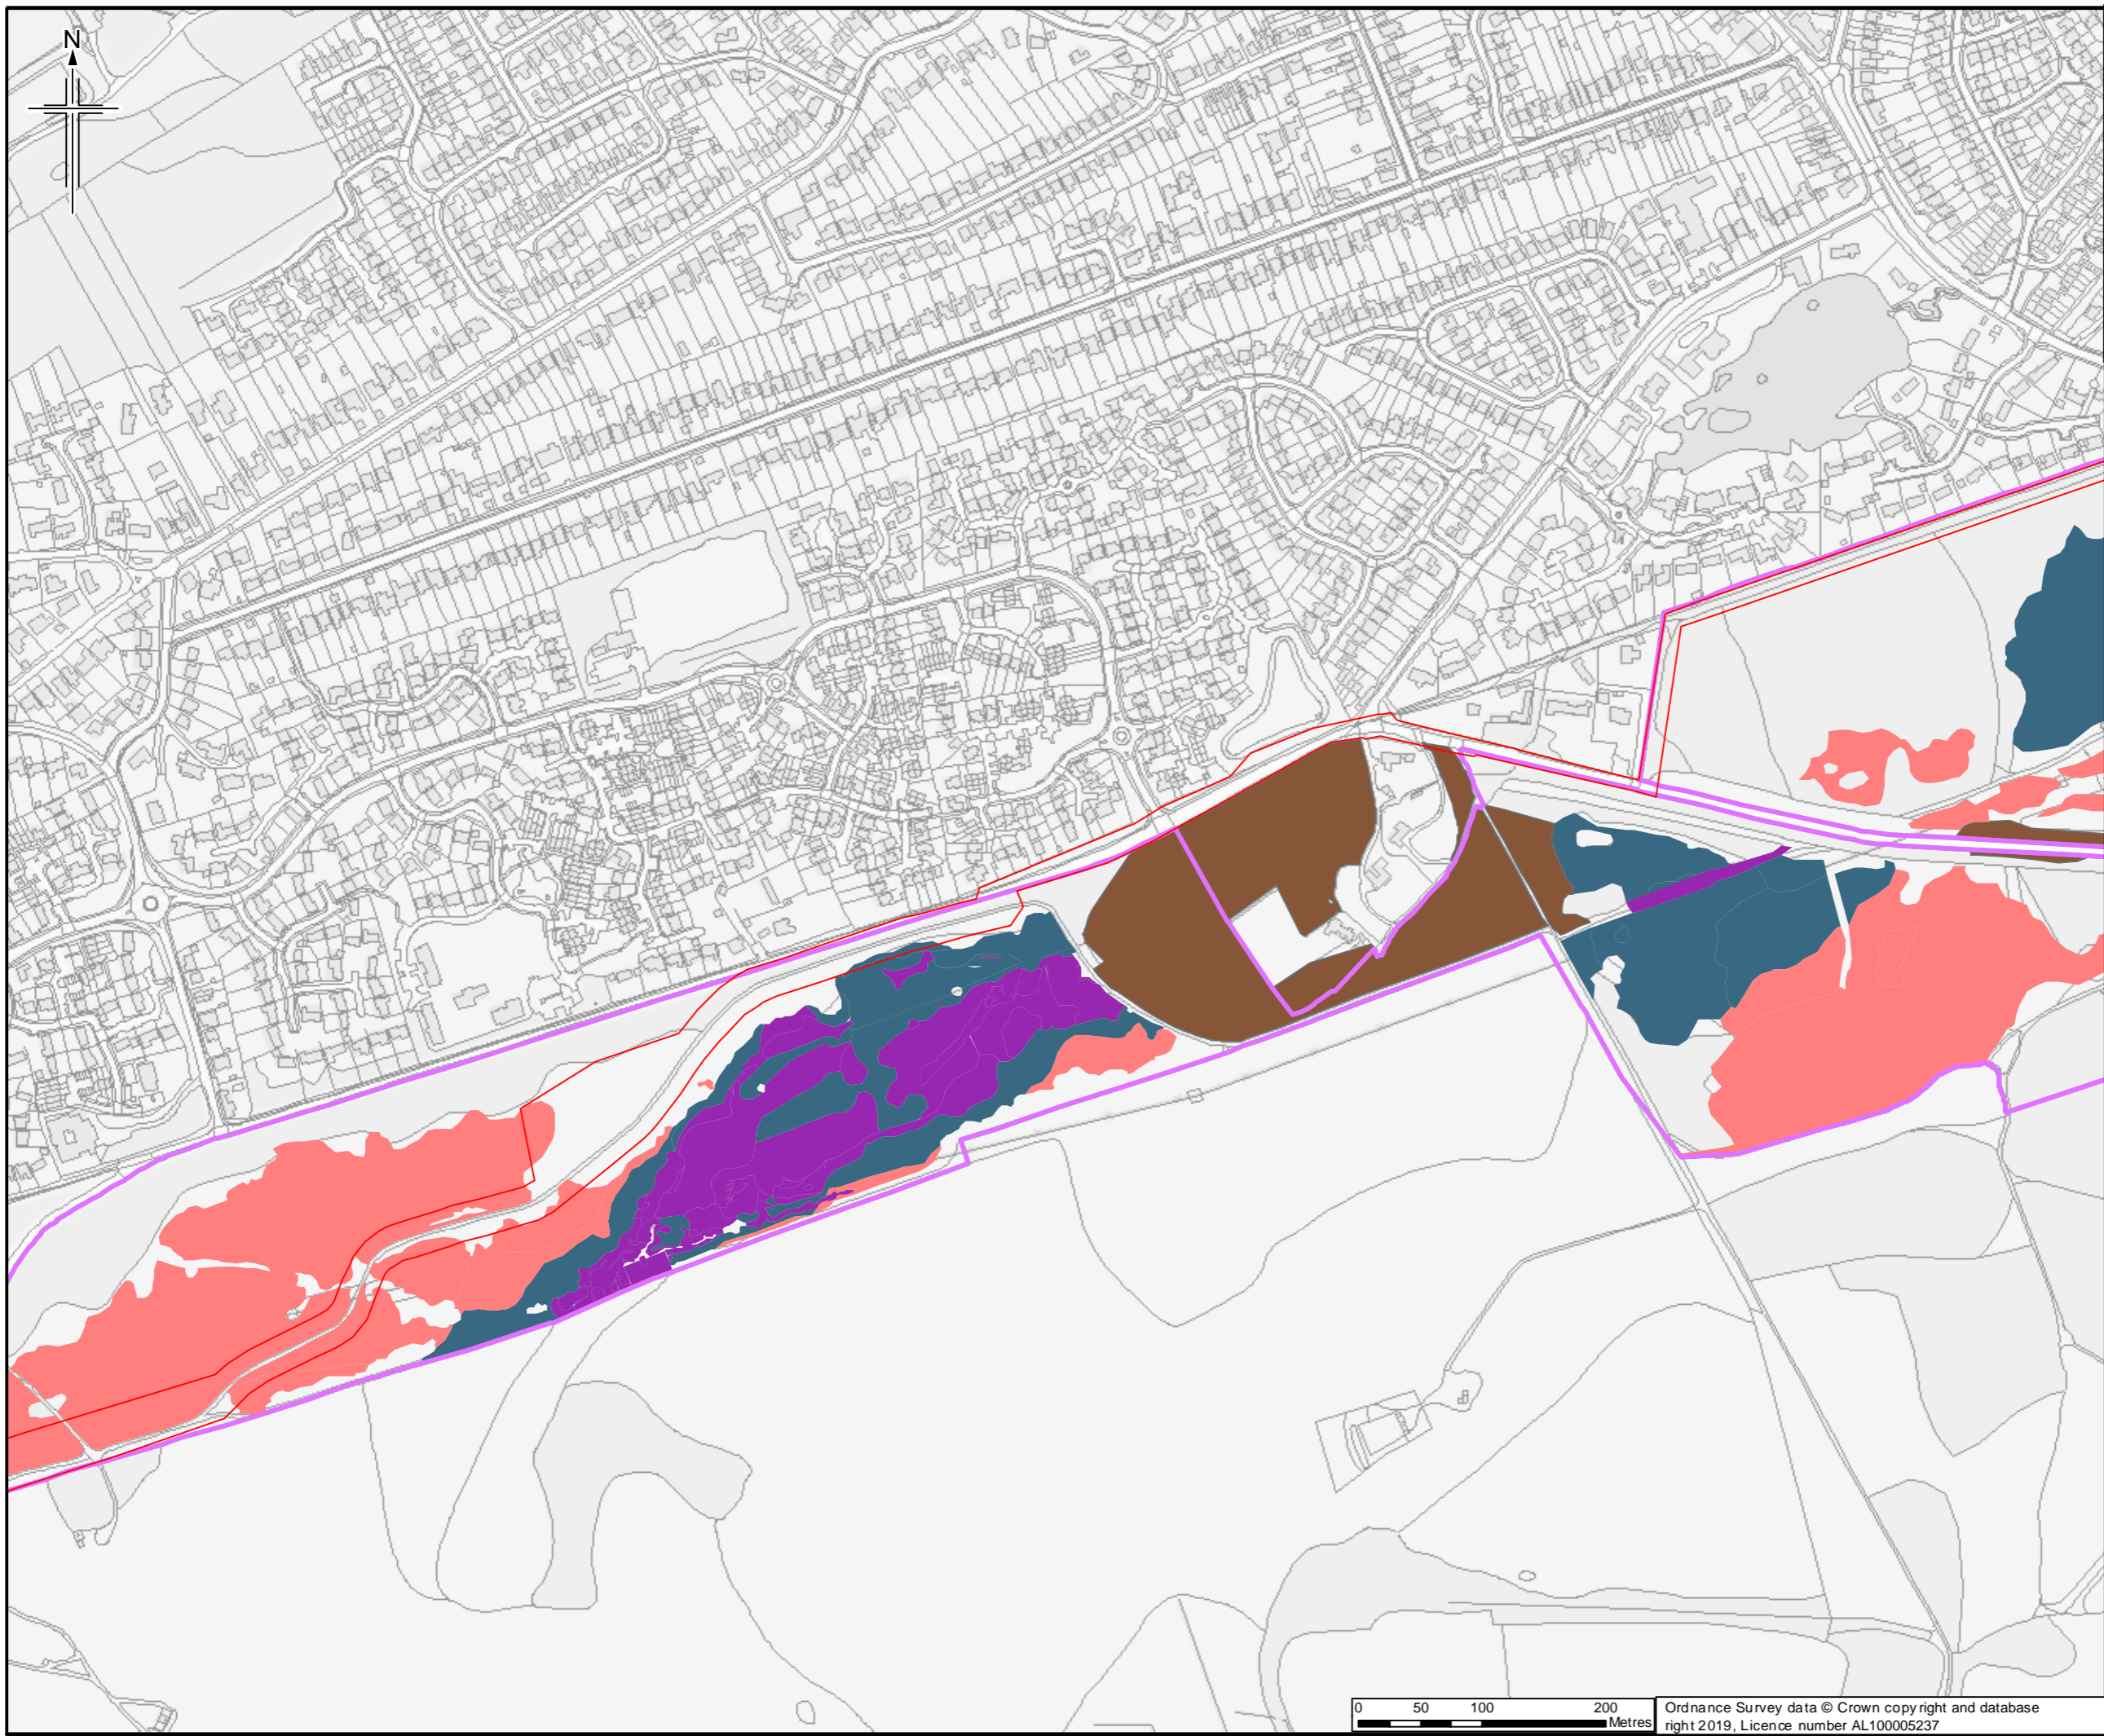 N
0 50 100 200
Metres
Ordnance Survey data © Crown copyright and database
right 2019, Licence number AL100005237